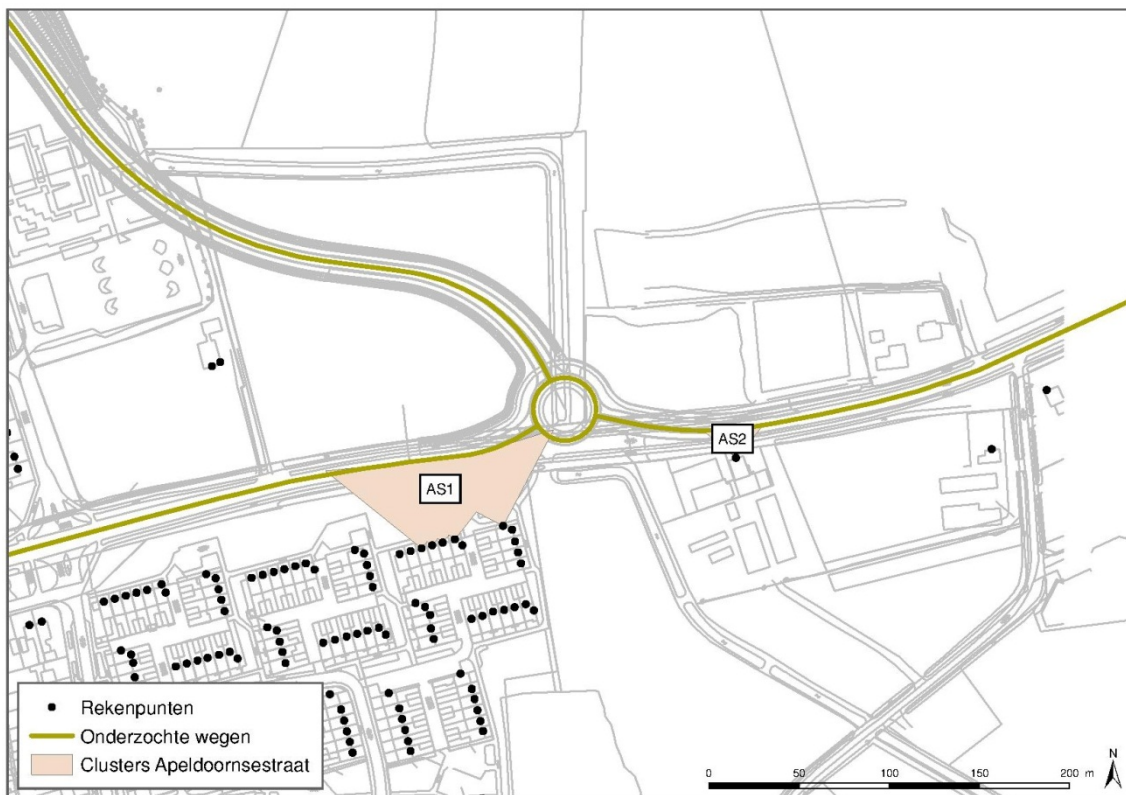 AS2
AS1
Rekenpunten
Onderzochte wegen
Clusters Apeldoornsestraat
N
0 50 100 150 200 m